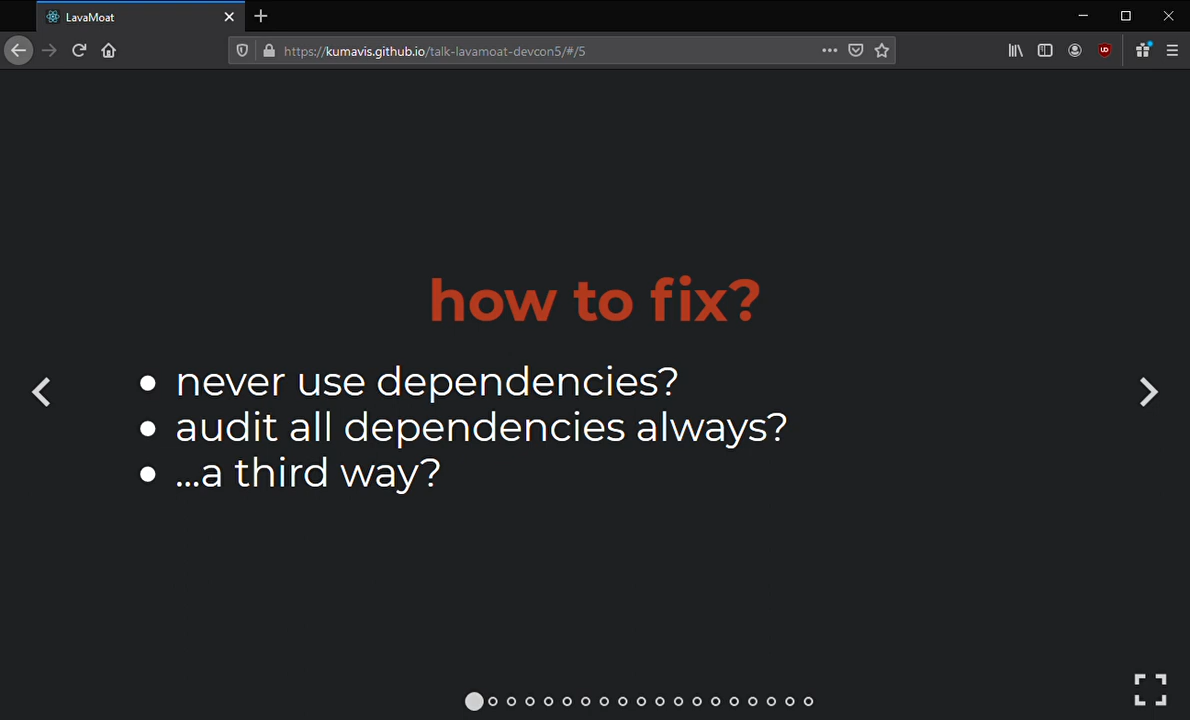 LavaMoat
https://kumavis.github.io/talk-lavamoat-devcon5/#/5
how to fix?
never use dependencies?
audit all dependencies always?
...a third way?